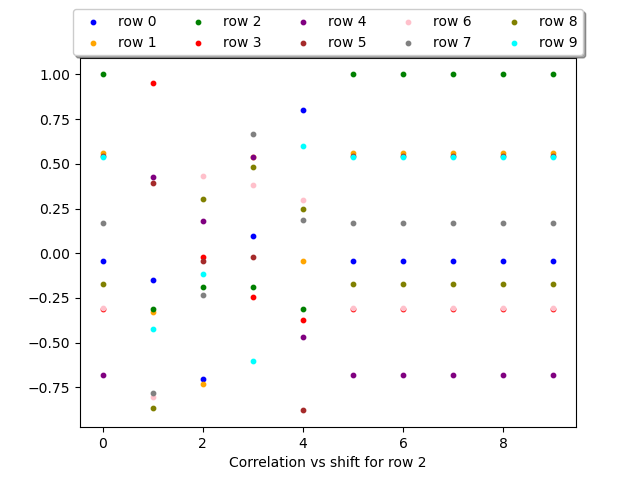 row 0 row 2 row 4 row 6 row 8
row 1 row 3 row 5 row 7 row 9
1.00
0.75
0.50
0.25
0.00
−0.25
−0.50
−0.75
0 2 4 6 8
Correlation vs shift for row 2